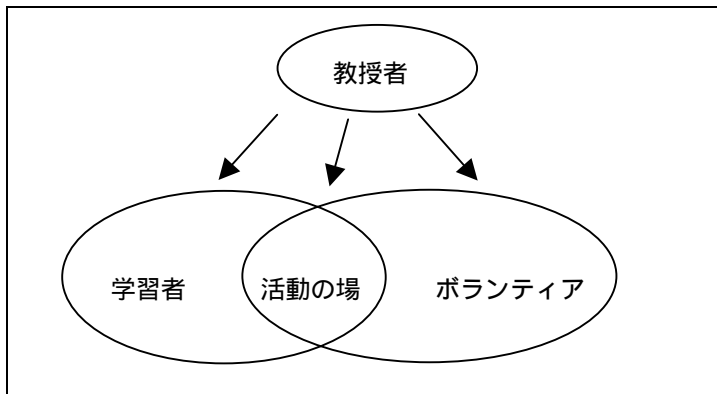 教授者
学習者
活動の場
ボランティア